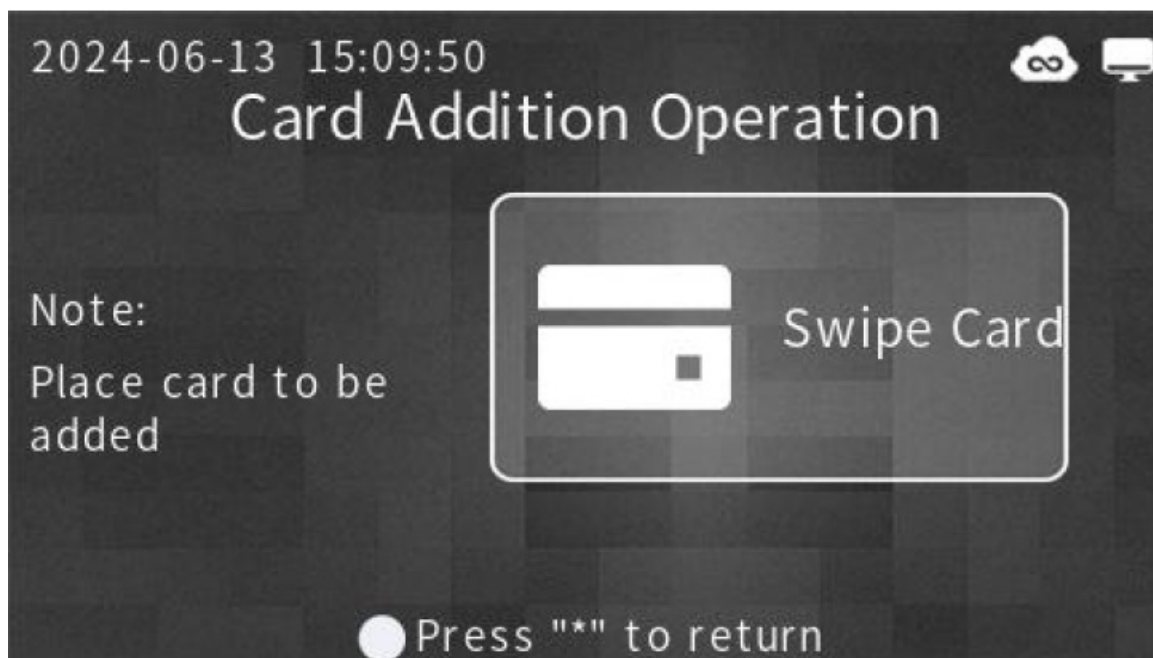 2024-06-13 15:09:50
Card Addition Operation
Note:
Place card to be
added
Swipe Card
Press "*" to return